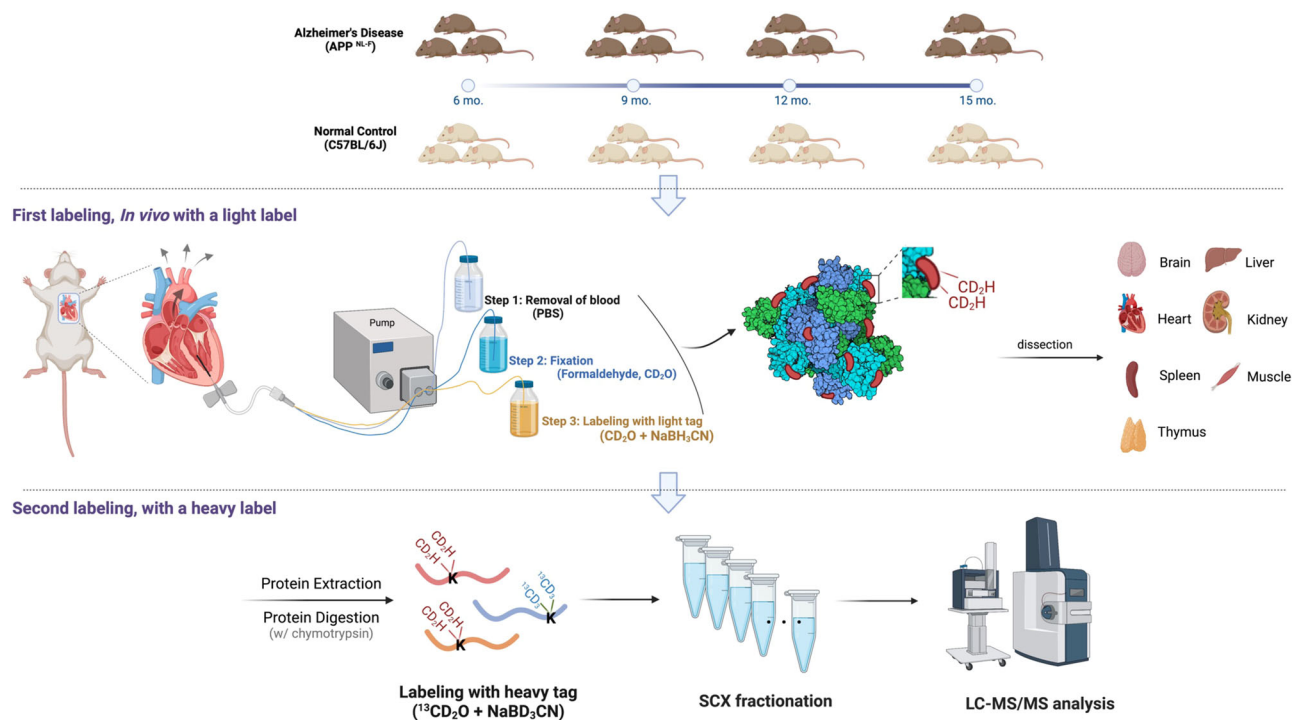 Alzheimer's Disease
(APP ᴺᴸ⁻ᶠ)
6 mo.
9 mo.
12 mo.
15 mo.
Normal Control
(C57BL/6J)
First labeling, In vivo with a light label
Pump
Step 1: Removal of blood
(PBS)
Step 2: Fixation
(Formaldehyde, CD₂O)
Step 3: Labeling with light tag
(CD₂O + NaBH₃CN)
CD₂H
CD₂H
dissection
Brain
Liver
Heart
Kidney
Spleen
Muscle
Thymus
Second labeling, with a heavy label
Protein Extraction
Protein Digestion
(w/ chymotrypsin)
CD₂H
CD₂H
K
¹³CD₃
¹³CD₃
K
CD₂H
CD₂H
K
Labeling with heavy tag
(¹³CD₂O + NaBD₃CN)
SCX fractionation
LC-MS/MS analysis